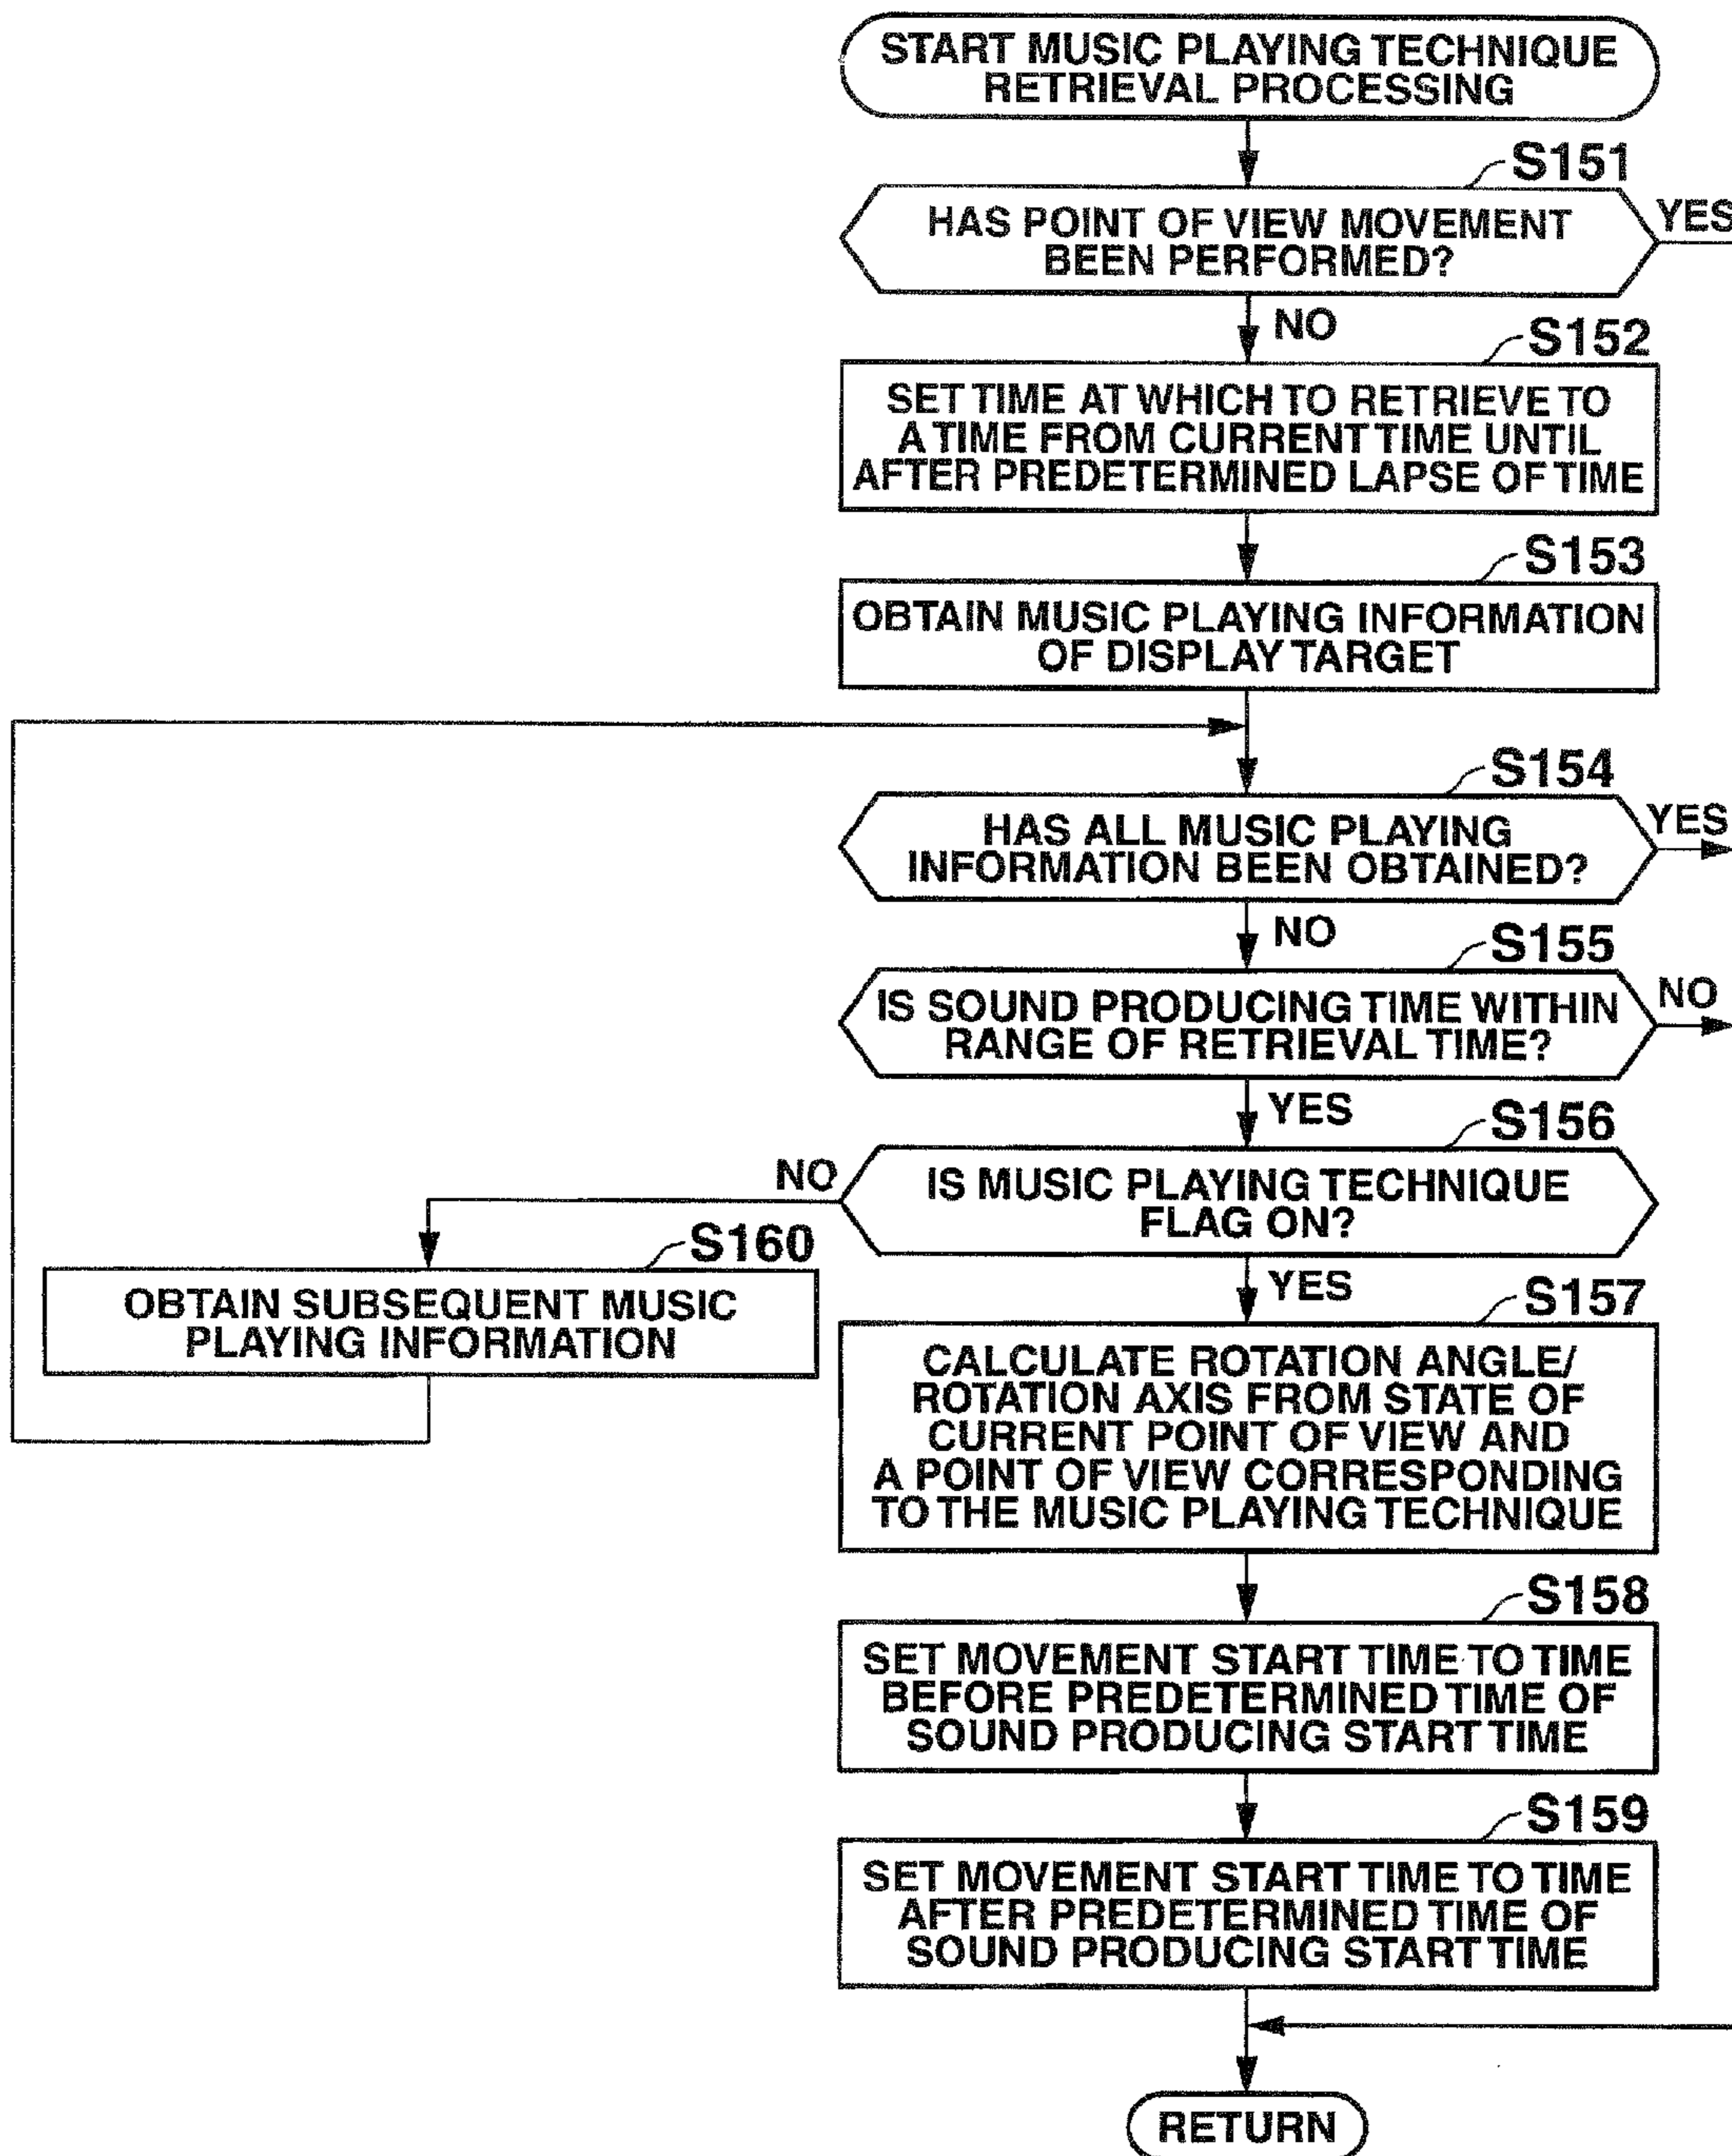 START MUSIC PLAYING TECHNIQUE
RETRIEVAL PROCESSING
S151
HAS POINT OF VIEW MOVEMENT
BEEN PERFORMED?
YES
NO
S152
SET TIME AT WHICH TO RETRIEVE TO
A TIME FROM CURRENT TIME UNTIL
AFTER PREDETERMINED LAPSE OF TIME
S153
OBTAIN MUSIC PLAYING INFORMATION
OF DISPLAY TARGET
S154
HAS ALL MUSIC PLAYING
INFORMATION BEEN OBTAINED?
YES
NO
S155
IS SOUND PRODUCING TIME WITHIN
RANGE OF RETRIEVAL TIME?
NO
YES
S156
IS MUSIC PLAYING TECHNIQUE
FLAG ON?
NO
YES
S160
OBTAIN SUBSEQUENT MUSIC
PLAYING INFORMATION
S157
CALCULATE ROTATION ANGLE/
ROTATION AXIS FROM STATE OF
CURRENT POINT OF VIEW AND
A POINT OF VIEW CORRESPONDING
TO THE MUSIC PLAYING TECHNIQUE
S158
SET MOVEMENT START TIME TO TIME
BEFORE PREDETERMINED TIME OF
SOUND PRODUCING START TIME
S159
SET MOVEMENT START TIME TO TIME
AFTER PREDETERMINED TIME OF
SOUND PRODUCING START TIME
RETURN